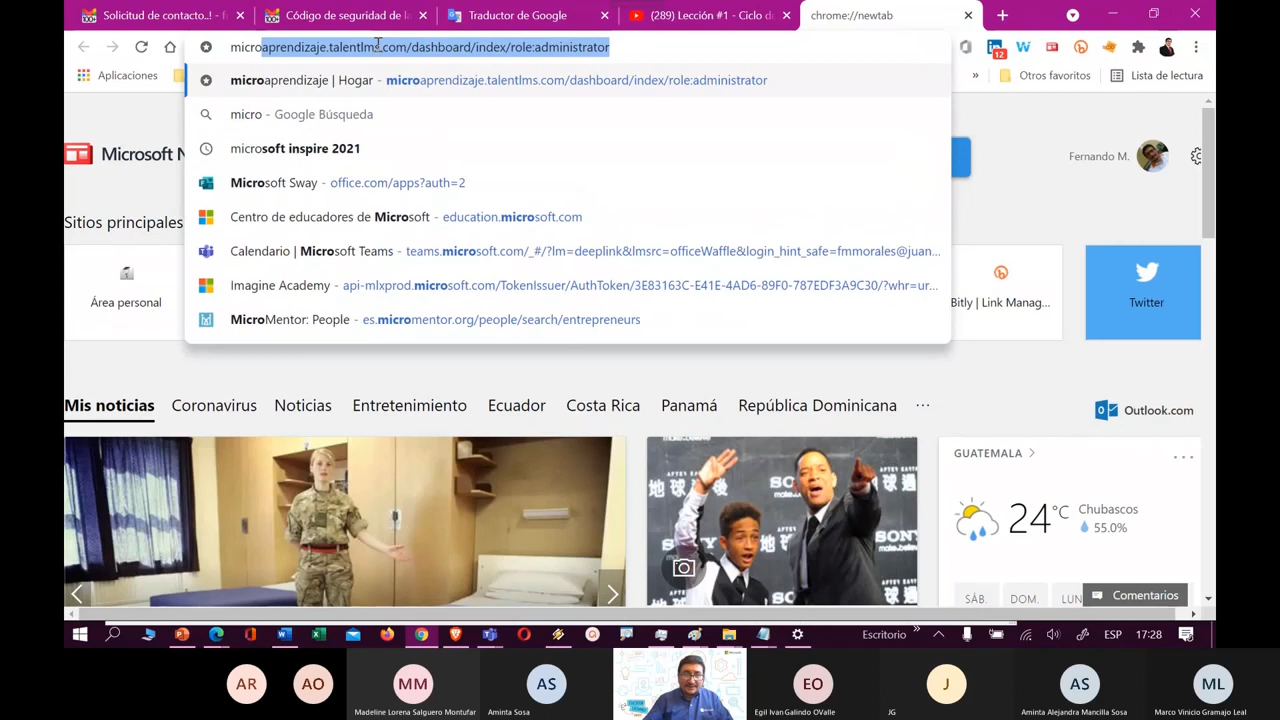 Solicitud de contacto..! - f
Código de seguridad de la
Traductor de Google
(289) Lección #1 - Ciclo d
chrome://newtab
microaprendizaje.talentlms.com/dashboard/index/role:administrator
12
Aplicaciones
microaprendizaje | Hogar - microaprendizaje.talentlms.com/dashboard/index/role:administrator
»
Otros favoritos
Lista de lectura
micro - Google Búsqueda
Microsoft N
microsoft inspire 2021
Fernando M.
Microsoft Sway - office.com/apps?auth=2
Sitios principales
Centro de educadores de Microsoft - education.microsoft.com
Calendario | Microsoft Teams - teams.microsoft.com/_#/?lm=deeplink&lmsrc=officeWaffle&login_hint_safe=fmmorales@juan...
Imagine Academy - api-mlxprod.microsoft.com/TokenIssuer/AuthToken/3E83163C-E41E-4AD6-89F0-787EDF3A9C30/?whr=ur...
Área personal
Bitly | Link Manag...
Twitter
MicroMentor: People - es.micromentor.org/people/search/entrepreneurs
Mis noticias
Coronavirus
Noticias
Entretenimiento
Ecuador
Costa Rica
Panamá
República Dominicana
...
Outlook.com
GUATEMALA
...
24°C
Chubascos
55.0%
SÁB.
DOM.
LUN
Comentarios
Escritorio
»
ESP
17:28
AR
AO
MM
AS
EO
J
AS
ML
Madeline Lorena Salguero Montufar
Aminta Sosa
Egil Ivan Galindo OValle
JG
Aminta Alejandra Mancilla Sosa
Marco Vinicio Gramajo Leal